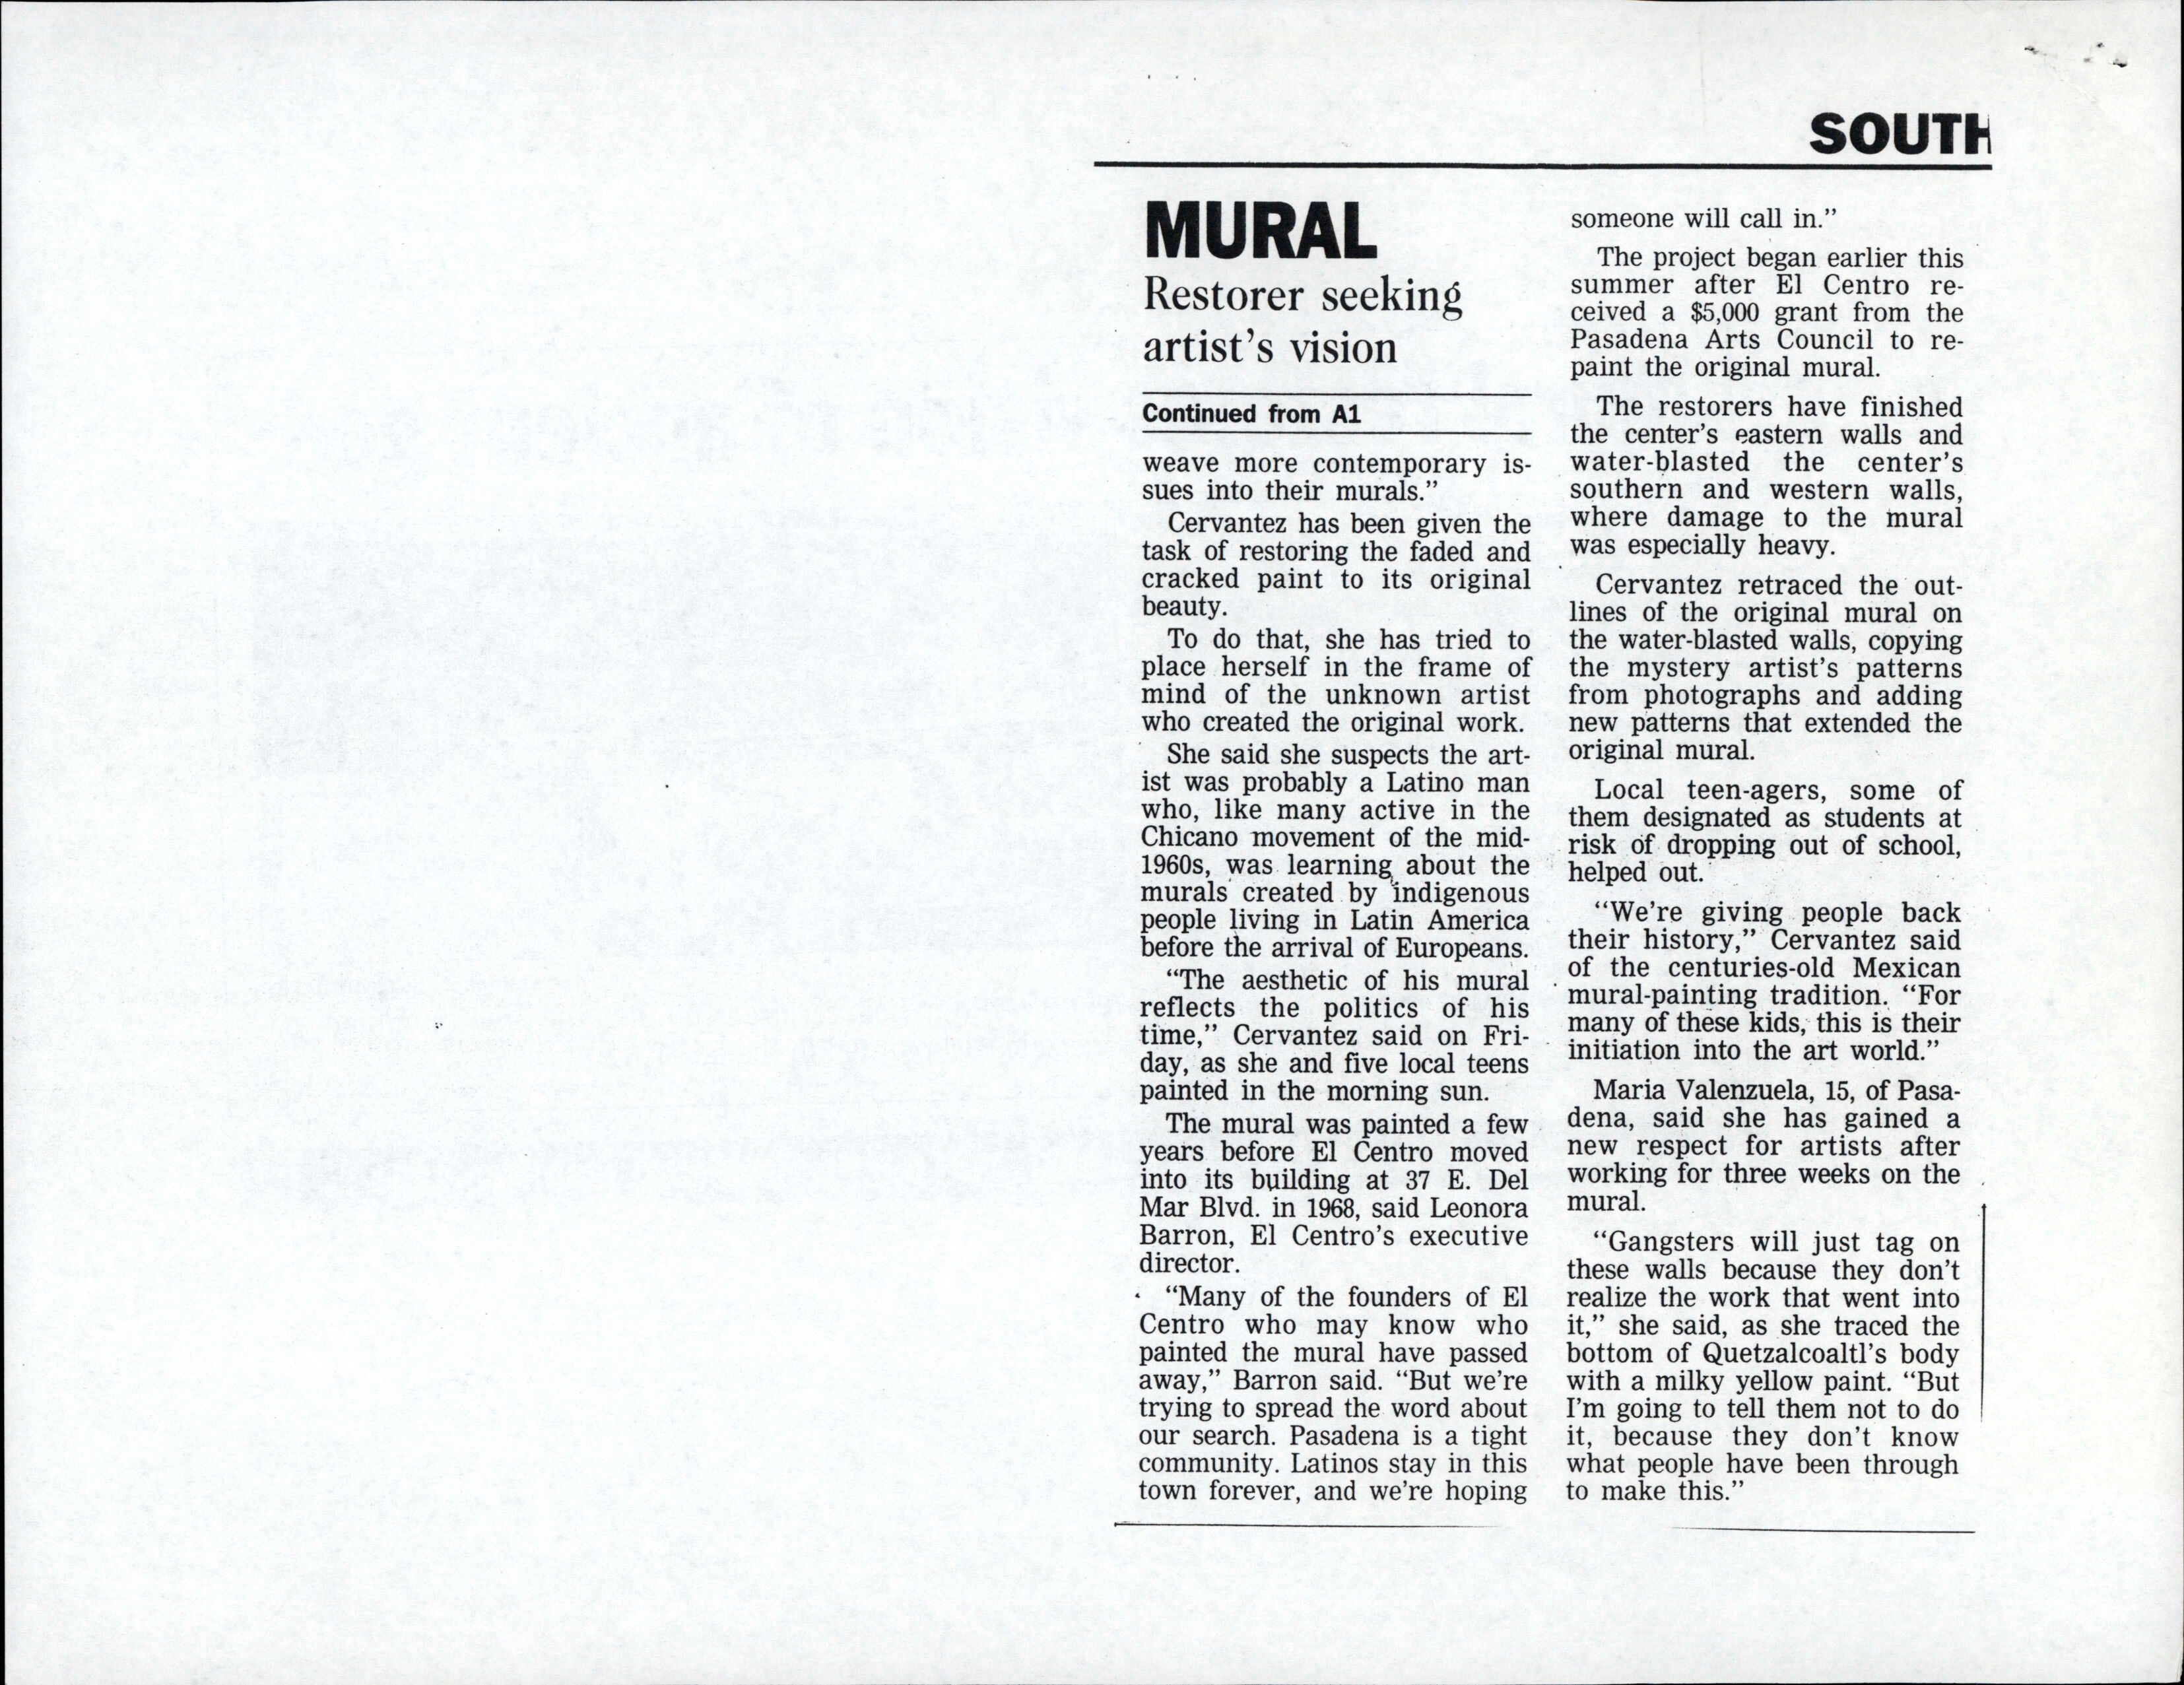 SOUTH
MURAL
Restorer seeking
artist's vision
Continued from A1
weave more contemporary is-
sues into their murals.”
Cervantez has been given the
task of restoring the faded and
cracked paint to its original
beauty.
To do that, she has tried to
place herself in the frame of
mind of the unknown artist
who created the original work.
She said she suspects the art-
ist was probably a Latino man
who, like many active in the
Chicano movement of the mid-
1960s, was learning about the
murals created by indigenous
people living in Latin America
before the arrival of Europeans.
“The aesthetic of his mural
reflects the politics of his
time,” Cervantez said on Fri-
day, as she and five local teens
painted in the morning sun.
The mural was painted a few
years before El Centro moved
into its building at 37 E. Del
Mar Blvd. in 1968, said Leonora
Barron, El Centro's executive
director.
“Many of the founders of El
Centro who may know who
painted the mural have passed
away,” Barron said. “But we're
trying to spread the word about
our search. Pasadena is a tight
community. Latinos stay in this
town forever, and we're hoping
someone will call in.”
The project began earlier this
summer after El Centro re-
ceived a $5,000 grant from the
Pasadena Arts Council to re-
paint the original mural.
The restorers have finished
the center's eastern walls and
water-blasted the center's
southern and western walls,
where damage to the mural
was especially heavy.
Cervantez retraced the out-
lines of the original mural on
the water-blasted walls, copying
the mystery artist's patterns
from photographs and adding
new patterns that extended the
original mural.
Local teen-agers, some of
them designated as students at
risk of dropping out of school,
helped out.
“We're giving people back
their history,” Cervantez said
of the centuries-old Mexican
mural-painting tradition. “For
many of these kids, this is their
initiation into the art world.”
Maria Valenzuela, 15, of Pasa-
dena, said she has gained a
new respect for artists after
working for three weeks on the
mural.
“Gangsters will just tag on
these walls because they don't
realize the work that went into
it,” she said, as she traced the
bottom of Quetzalcoaltl's body
with a milky yellow paint. “But
I'm going to tell them not to do
it, because they don't know
what people have been through
to make this.”